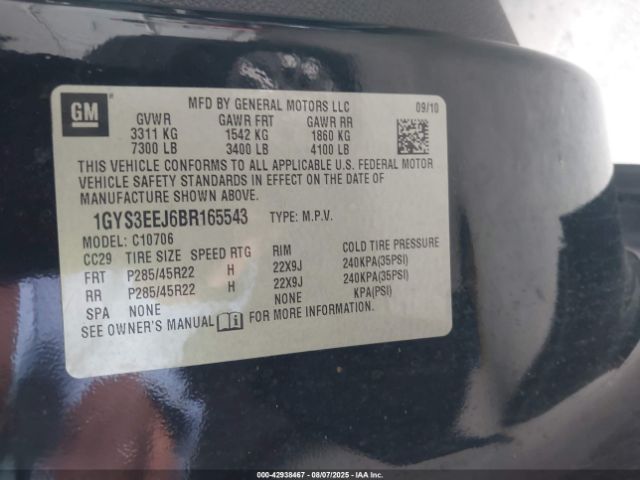 MFD BY GENERAL MOTORS LLC 09/10
GM
GVWR GAWR FRT GAWR RR
3311 KG 1542 KG 1860 KG
7300 LB 3400 LB 4100 LB
THIS VEHICLE CONFORMS TO ALL APPLICABLE U.S. FEDERAL MOTOR
VEHICLE SAFETY STANDARDS IN EFFECT ON THE DATE OF
MANUFACTURE SHOWN ABOVE.
1GYS3EEJ6BR165543 TYPE: M.P.V.
MODEL: C10706
CC29 TIRE SIZE SPEED RTG RIM COLD TIRE PRESSURE
FRT P285/45R22 H 22X9J 240KPA(35PSI)
RR P285/45R22 H 22X9J 240KPA(35PSI)
SPA NONE NONE KPA(PSI)
SEE OWNER'S MANUAL FOR MORE INFORMATION.
© - 42938467 - 08/07/2025 - IAAI.COM